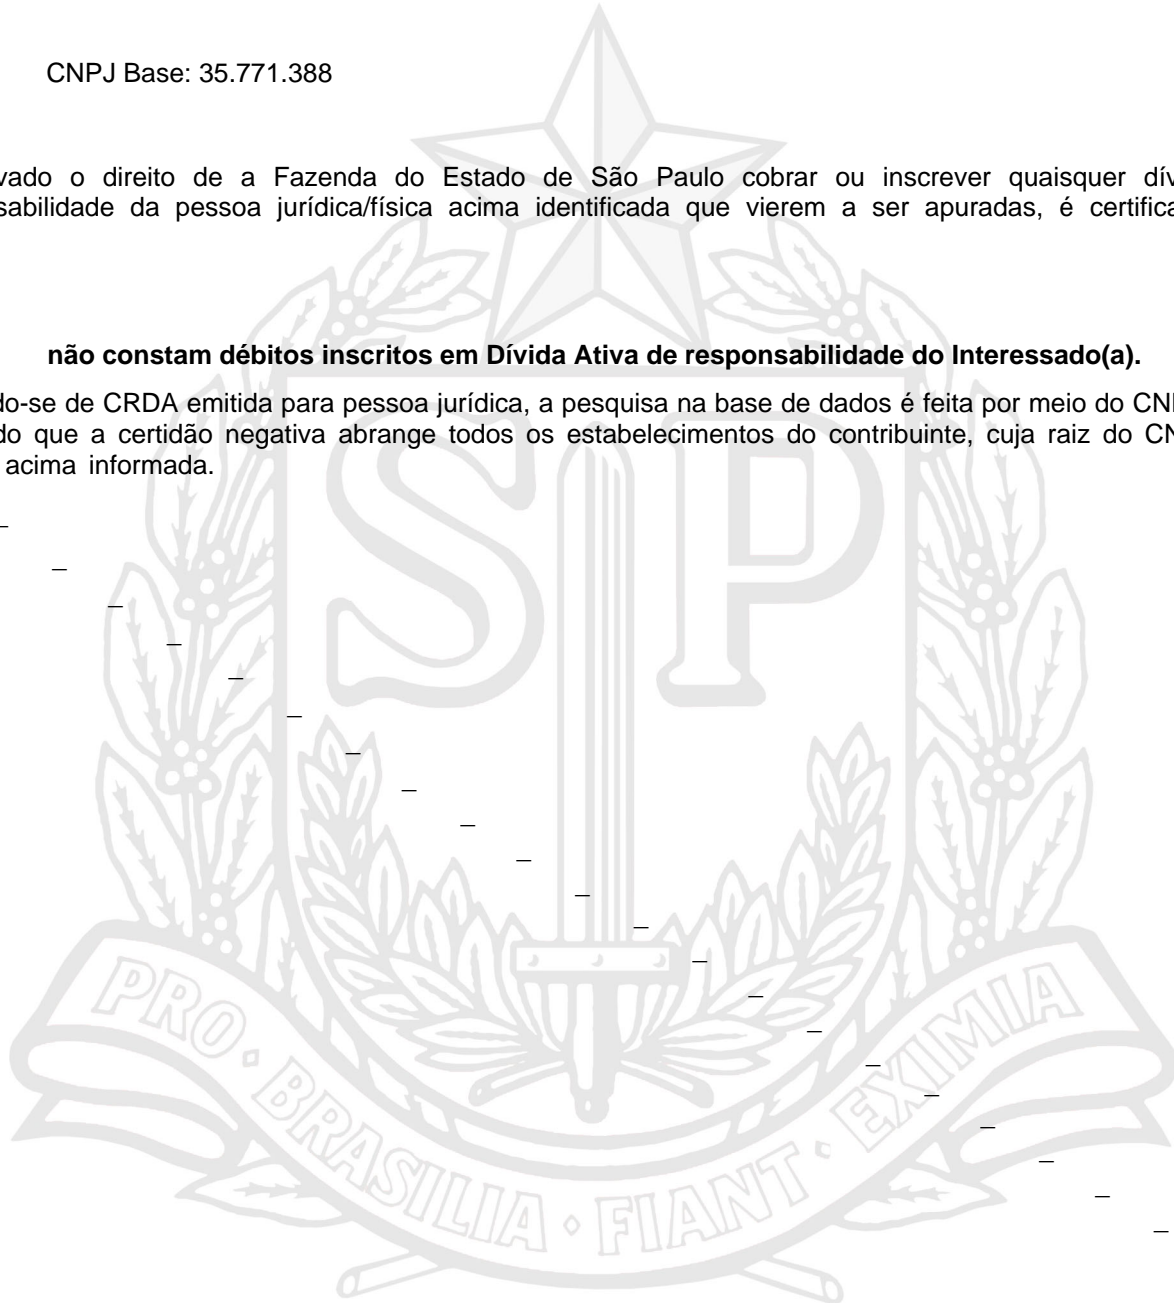 CNPJ Base: 35.771.388
vado o direito de a Fazenda do Estado de São Paulo cobrar ou inscrever quaisquer dív
sabilidade da pessoa jurídica/física acima identificada que vierem a ser apuradas, é certifica
não constam débitos inscritos em Dívida Ativa de responsabilidade do Interessado(a).
do-se de CRDA emitida para pessoa jurídica, a pesquisa na base de dados é feita por meio do CN
do que a certidão negativa abrange todos os estabelecimentos do contribuinte, cuja raiz do CN
acima informada.
SP
PRO · BRASILIA · FIANT · EXIMIA